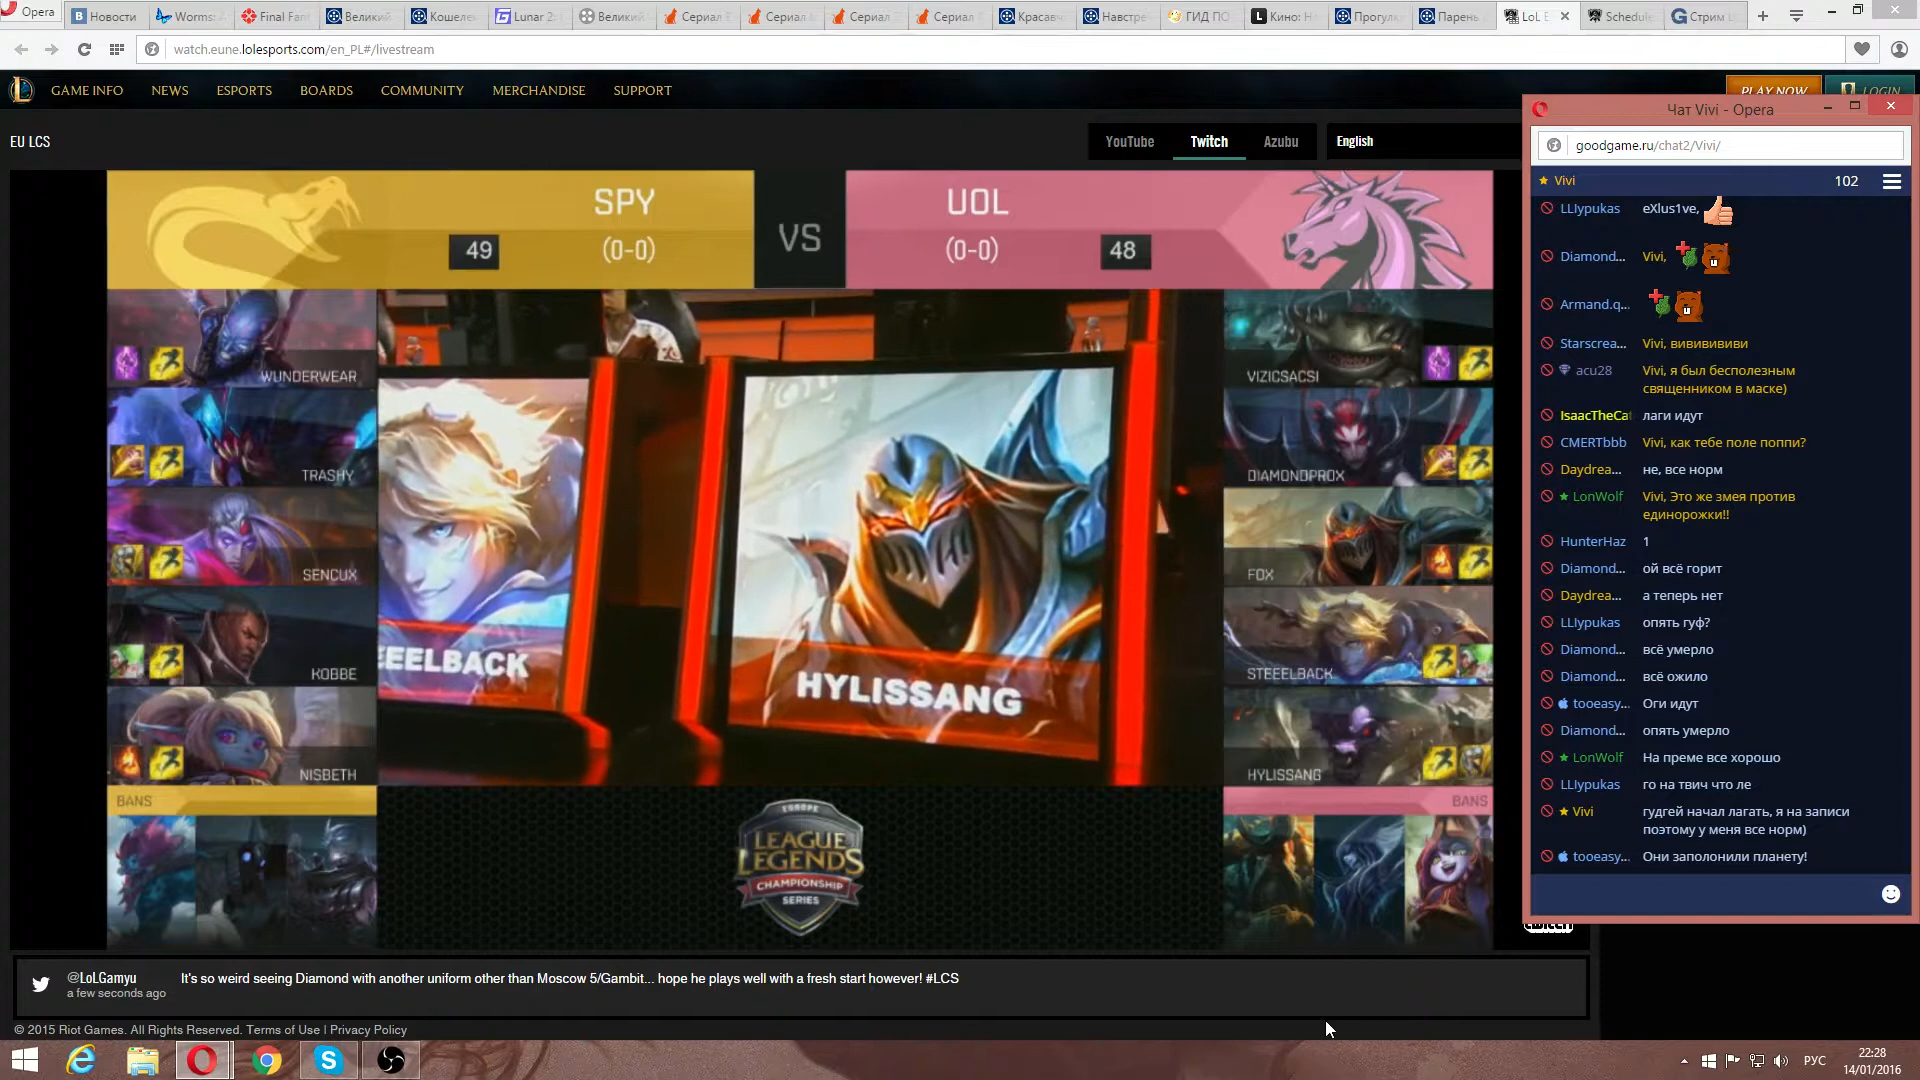 Opera
Новости
Worms:
Final Fan
Великий
Кошеле
Lunar 2:
Великий
Сериал
Сериал
Сериал
Сериал
Красавч
Навстре
ГИД ПО
Кино: Н
Прогулк
Парень
LoL E
Schedule
Стрим L
watch.eune.lolesports.com/en_PL#/livestream
GAME INFO
NEWS
ESPORTS
BOARDS
COMMUNITY
MERCHANDISE
SUPPORT
PLAY NOW
LOGIN
EU LCS
YouTube
Twitch
Azubu
English
SPY
49
(0-0)
VS
UOL
(0-0)
48
WUNDERWEAR
TRASHY
SENCUX
KOBBE
NISBETH
BANS
EELBACK
HYLISSANG
VIZICSACSI
DIAMONDPROX
FOX
STEEELBACK
HYLISSANG
BANS
EUROPE
LEAGUE
LEGENDS
CHAMPIONSHIP
SERIES
Чат Vivi - Opera
goodgame.ru/chat2/Vivi/
Vivi
102
LLIypukas eXlus1ve,
Diamond... Vivi,
Armand.q...
Starscrea... Vivi, вививививи
acu28 Vivi, я был бесполезным
священником в маске)
IsaacTheCat лаги идут
CMERTbbb Vivi, как тебе поле поппи?
Daydrea... не, все норм
LonWolf Vivi, Это же змея против
единорожки!!
HunterHaz 1
Diamond... ой всё горит
Daydrea... а теперь нет
LLIypukas опять гуф?
Diamond... всё умерло
Diamond... всё ожило
tooeasy... Оги идут
Diamond... опять умерло
LonWolf На преме все хорошо
LLIypukas го на твич что ле
Vivi гудгей начал лагать, я на записи
поэтому у меня все норм)
tooeasy... Они заполонили планету!
twitch
@LoLGamyu
a few seconds ago
It's so weird seeing Diamond with another uniform other than Moscow 5/Gambit... hope he plays well with a fresh start however! #LCS
© 2015 Riot Games. All Rights Reserved. Terms of Use | Privacy Policy
РУС
22:28
14/01/2016